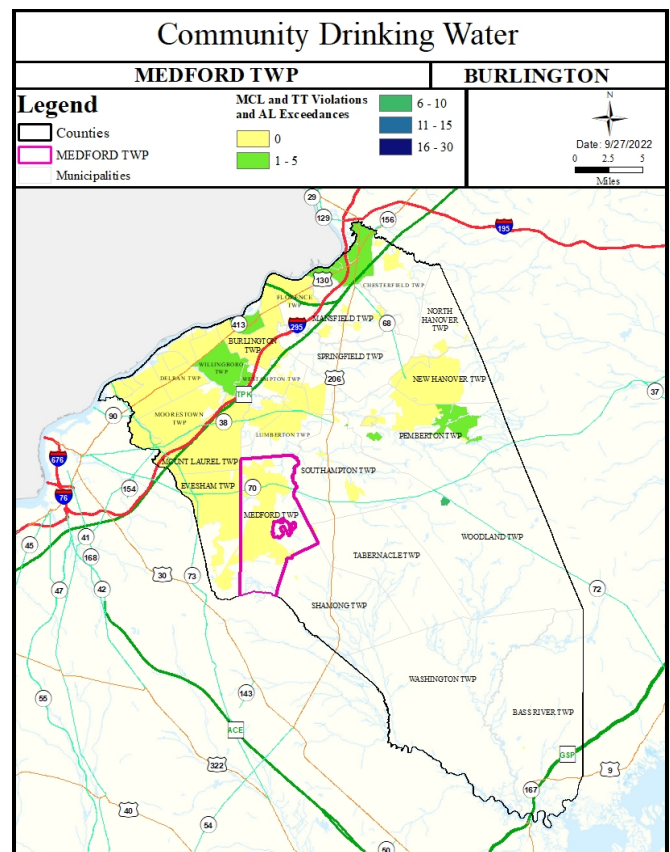 Community Drinking Water
MEDFORD TWP
BURLINGTON
Legend
Counties
MEDFORD TWP
Municipalities
MCL and TT Violations
and AL Exceedances
0
1 - 5
6 - 10
11 - 15
16 - 30
N
Date: 9/27/2022
0 2.5 5
Miles
29
129
156
195
130
CHESTERFIELD TWP
FLORENCE
TWP
MANSFIELD TWP
NORTH
HANOVER
TWP
413
295
68
BURLINGTON
TWP
SPRINGFIELD TWP
WILLINGBORO
TWP
DELRAN TWP
WESTAMPTON TWP
206
NEW HANOVER TWP
TPK
37
90
MOORESTOWN
TWP
38
LUMBERTON TWP
PEMBERTON TWP
676
MOUNT LAUREL TWP
SOUTHAMPTON TWP
76
154
EVESHAM TWP
70
MEDFORD TWP
45
41
168
WOODLAND TWP
TABERNACLE TWP
30
73
47
42
72
SHAMONG TWP
WASHINGTON TWP
55
143
BASS RIVER TWP
ACE
GSP
322
9
167
40
54
50